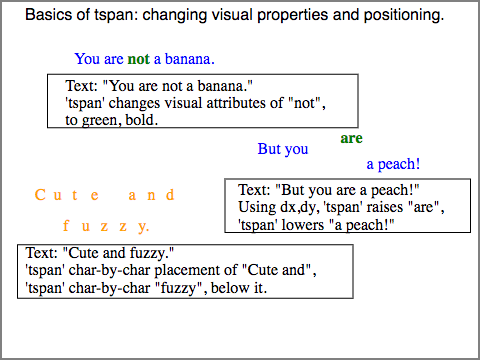 Basics of tspan: changing visual properties and positioning.
You are not a banana.
Text: "You are not a banana."
'tspan' changes visual attributes of "not",
to green, bold.
But you are a peach!
Text: "But you are a peach!"
Using dx,dy, 'tspan' raises "are",
'tspan' lowers "a peach!"
Cute and
fuzzy.
Text: "Cute and fuzzy."
'tspan' char-by-char placement of "Cute and",
'tspan' char-by-char "fuzzy", below it.